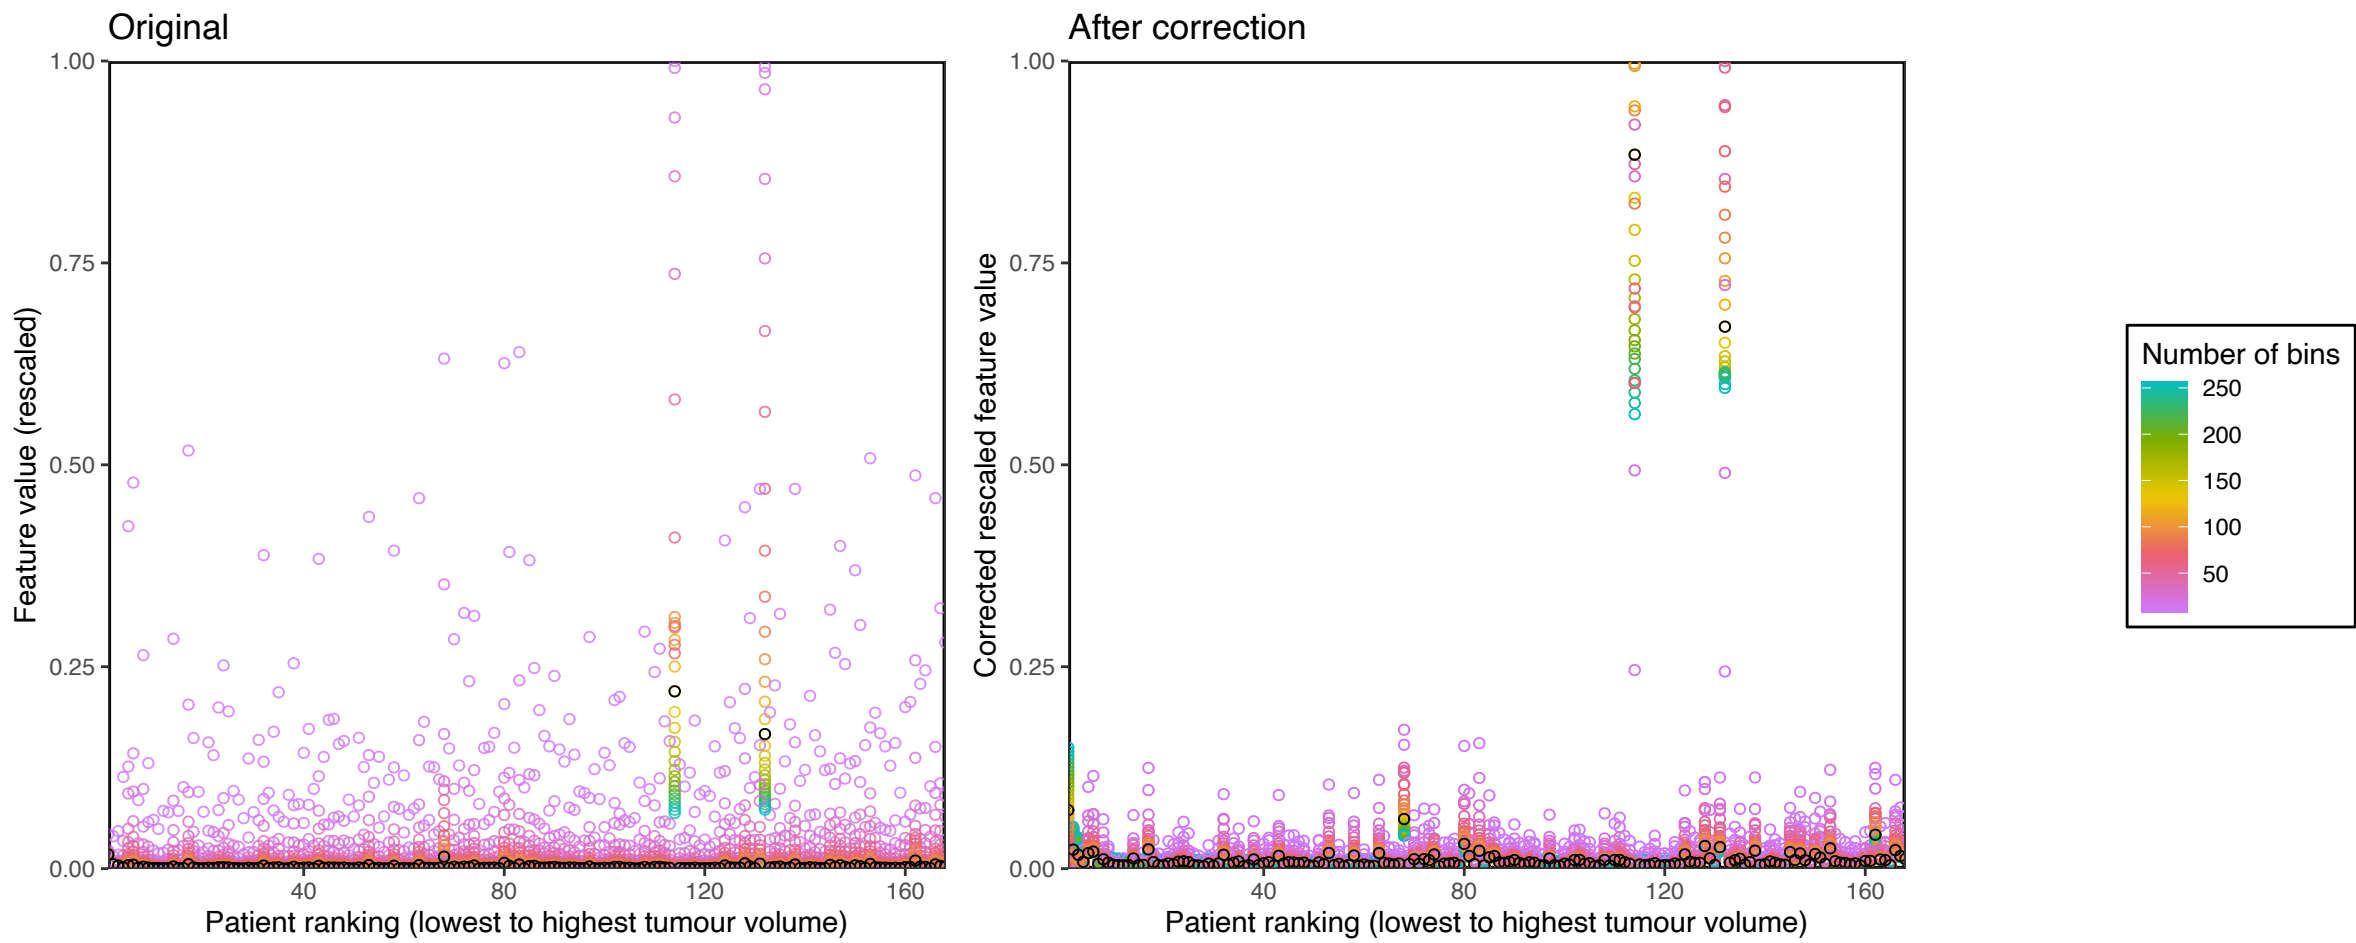 Original
1.00
0.75
0.50
0.25
0.00
Feature value (rescaled)
40 80 120 160
Patient ranking (lowest to highest tumour volume)
After correction
1.00
0.75
0.50
0.25
0.00
Corrected rescaled feature value
40 80 120 160
Patient ranking (lowest to highest tumour volume)
Number of bins
250
200
150
100
50